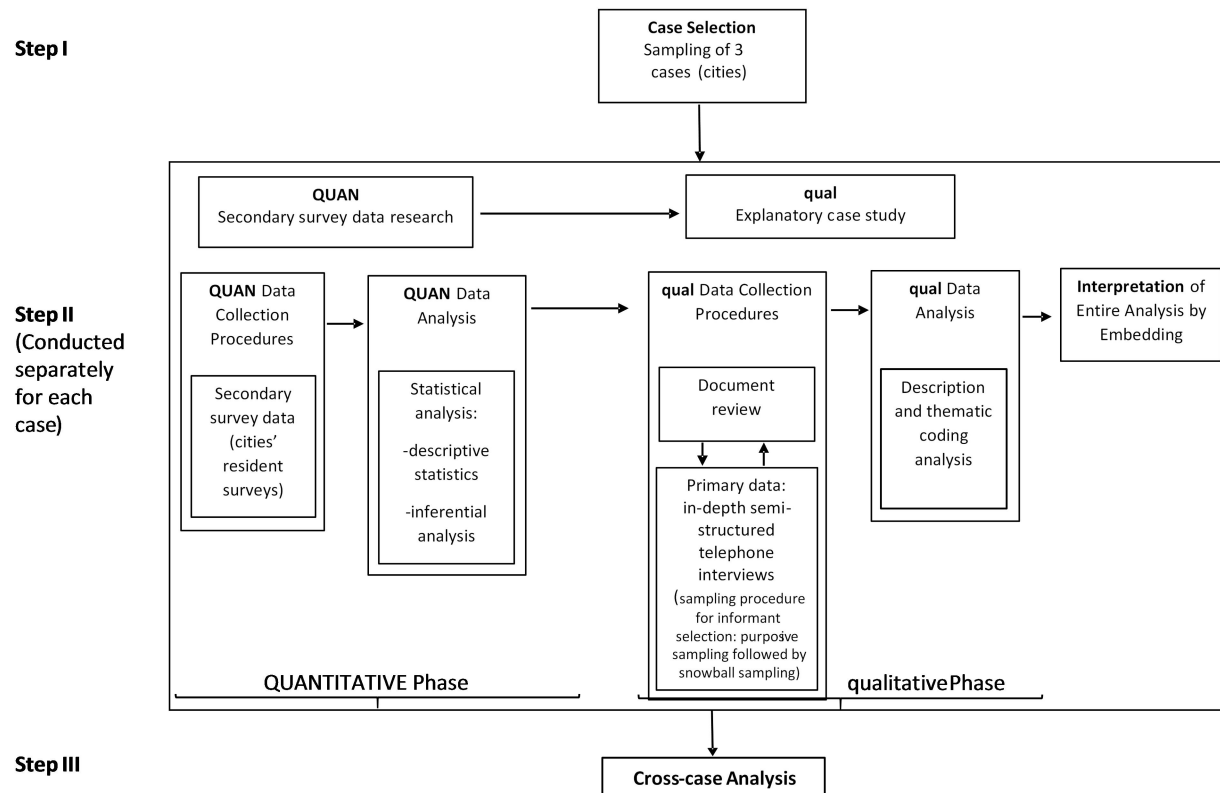 Step I
Case Selection
Sampling of 3
cases (cities)
QUAN
Secondary survey data research
qual
Explanatory case study
Step II
(Conducted
separately
for each
case)
QUAN Data
Collection
Procedures
Secondary
survey data
(cities'
resident
surveys)
QUAN Data
Analysis
Statistical
analysis:
-descriptive
statistics
-inferential
analysis
qual Data Collection
Procedures
Document
review
Primary data:
in-depth semi-
structured
telephone
interviews
(sampling procedure
for informant
selection: purposive
sampling followed by
snowball sampling)
qual Data
Analysis
Description
and thematic
coding
analysis
Interpretation of
Entire Analysis by
Embedding
QUANTITATIVE Phase
qualitative Phase
Step III
Cross-case Analysis